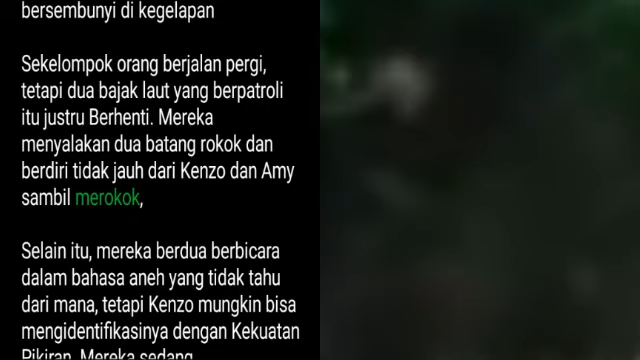 bersembunyi di kegelapan
Sekelompok orang berjalan pergi,
tetapi dua bajak laut yang berpatroli
itu justru Berhenti. Mereka
menyalakan dua batang rokok dan
berdiri tidak jauh dari Kenzo dan Amy
sambil merokok,
Selain itu, mereka berdua berbicara
dalam bahasa aneh yang tidak tahu
dari mana, tetapi Kenzo mungkin bisa
mengidentifikasinya dengan Kekuatan
Pikiran. Mereka sedang